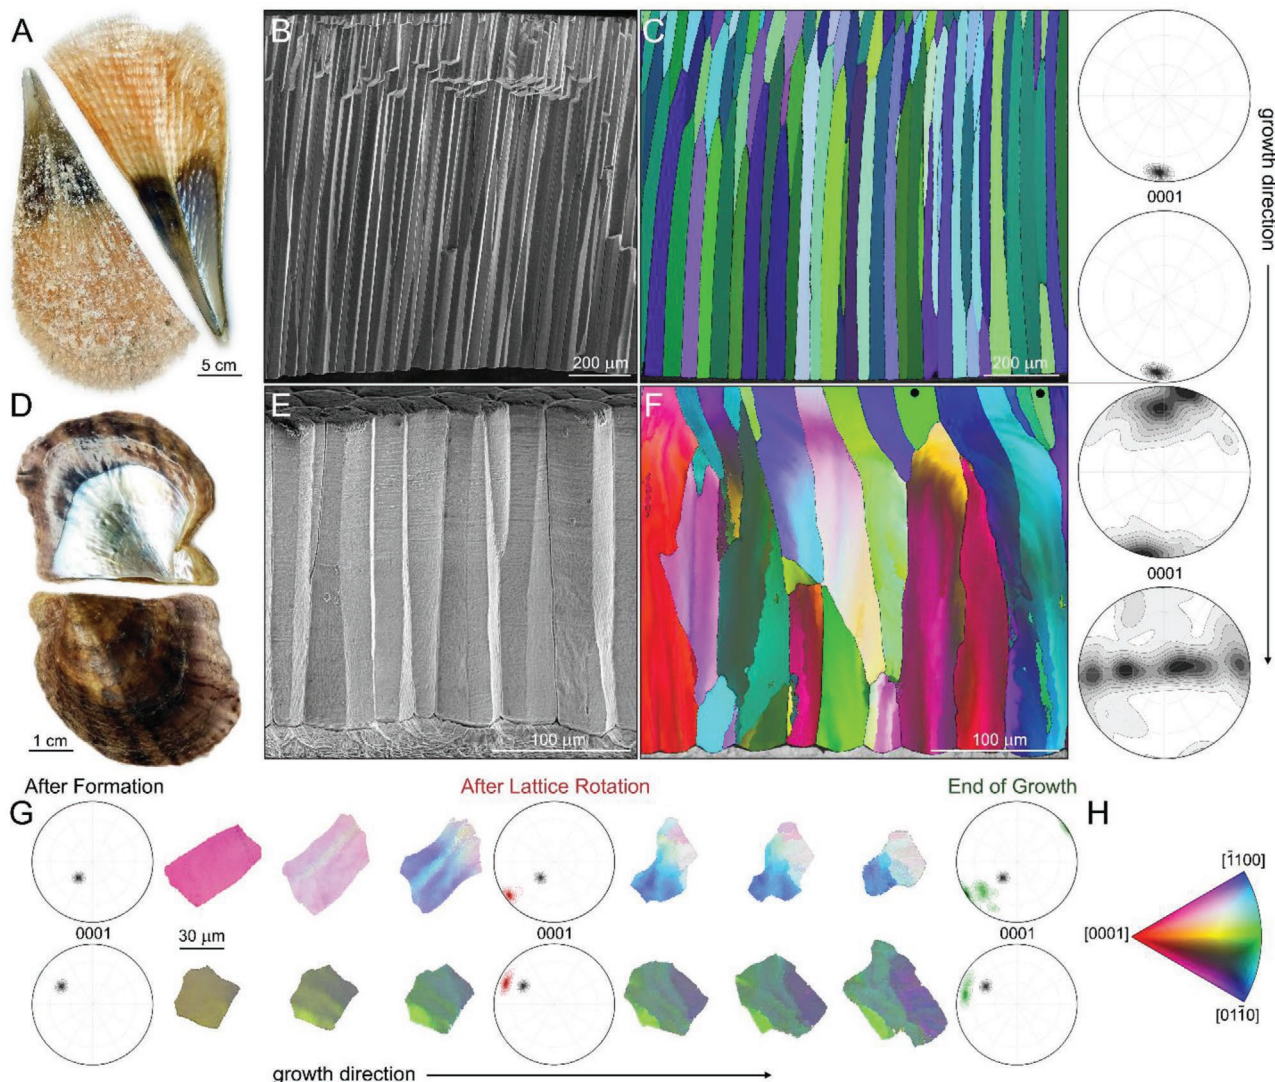 A
B
C
5 cm
200 μm
200 μm
0001
growth direction
D
E
F
1 cm
100 μm
100 μm
0001
After Formation
After Lattice Rotation
End of Growth
G
H
[1̄100]
[0001]
[011̄0]
0001
30 μm
0001
0001
growth direction